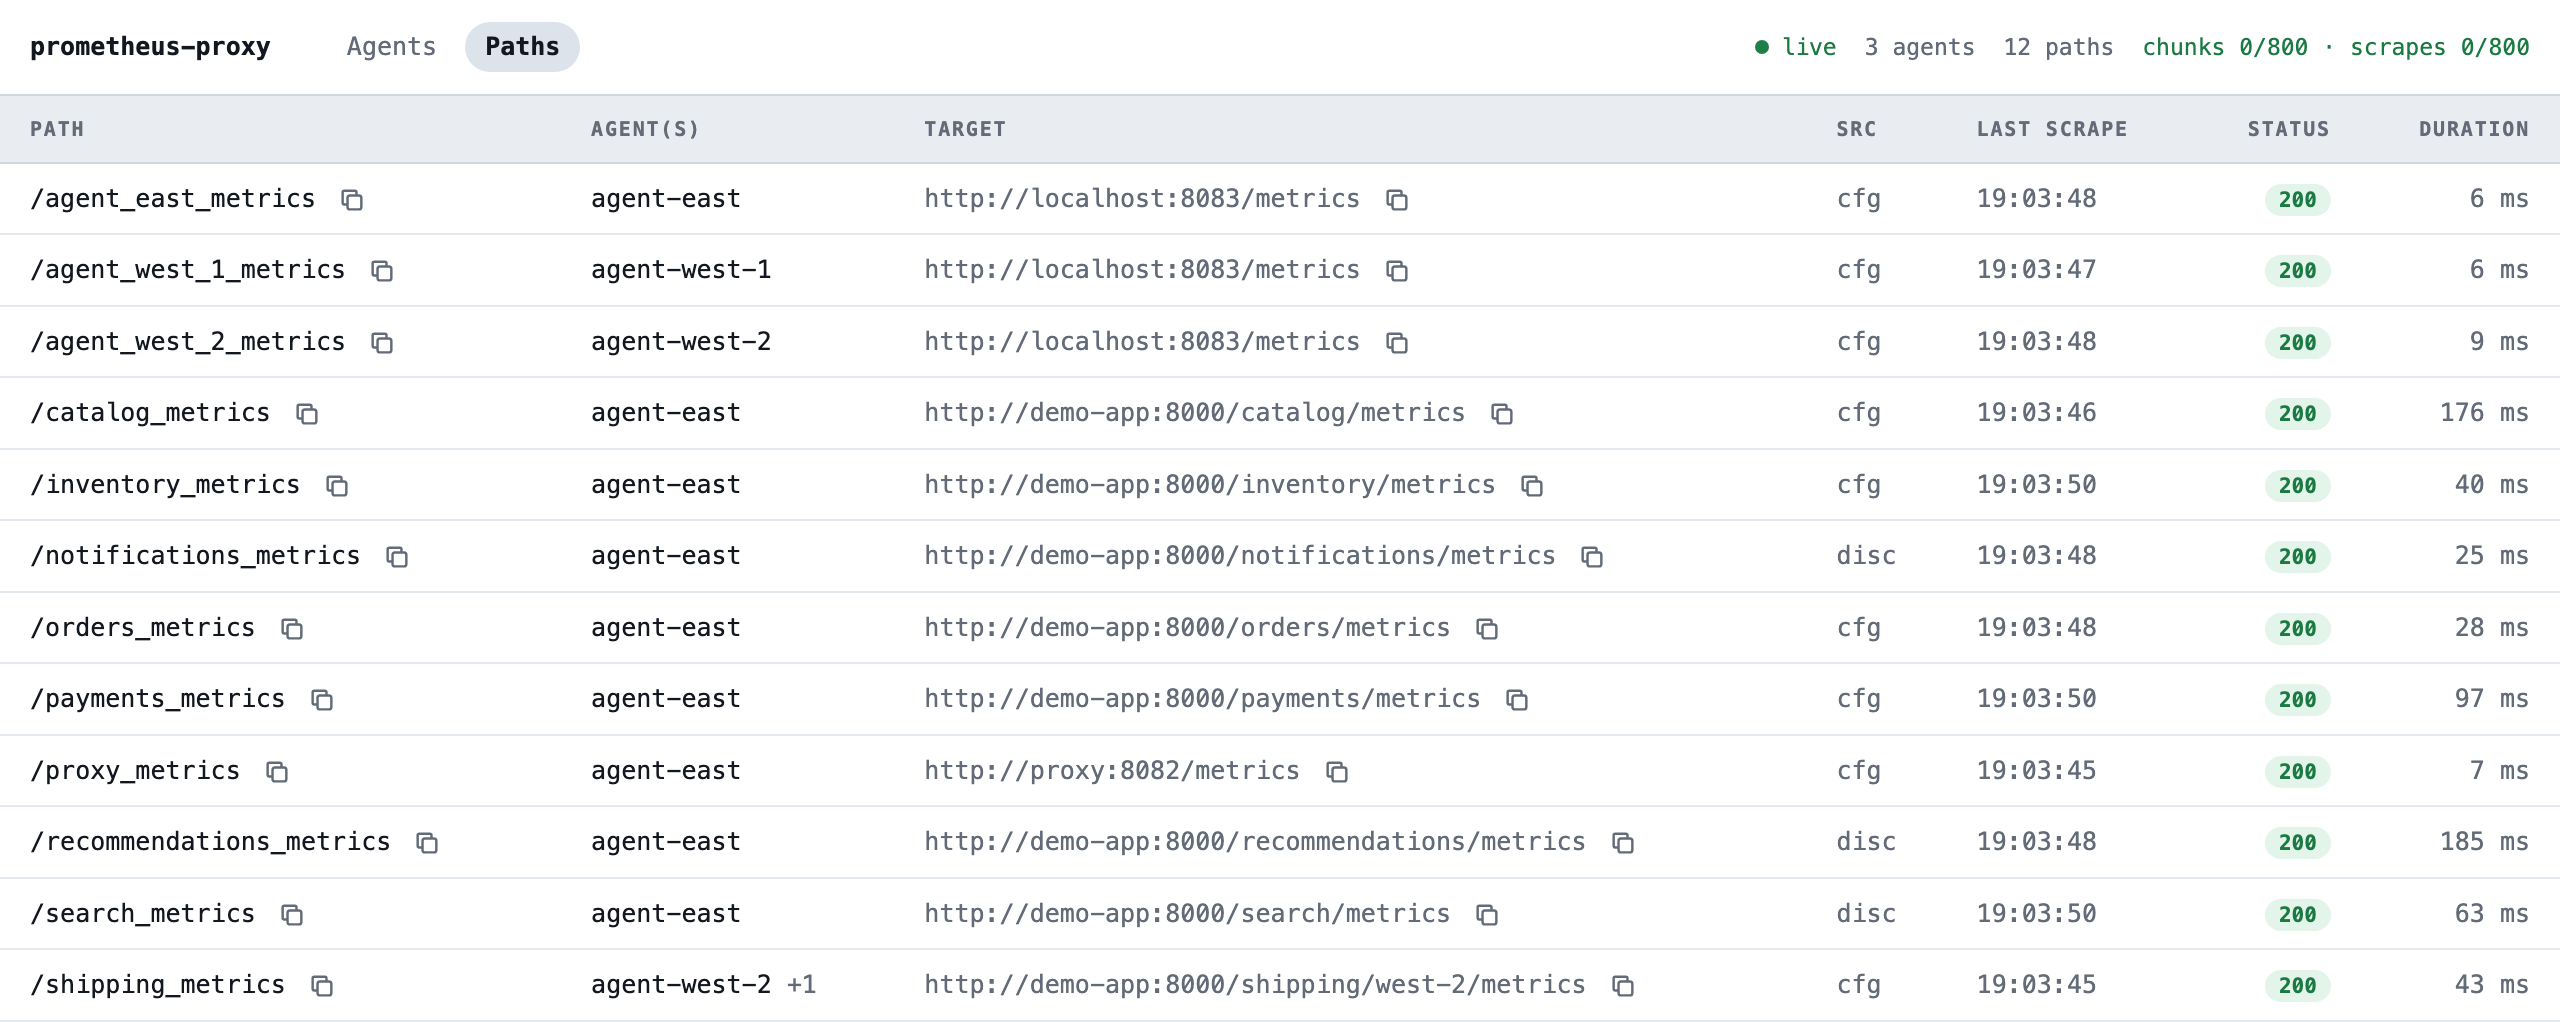 prometheus-proxy Agents Paths live 3 agents 12 paths chunks 0/800 · scrapes 0/800
PATH AGENT(S) TARGET SRC LAST SCRAPE STATUS DURATION
/agent_east_metrics agent-east http://localhost:8083/metrics cfg 19:03:48 200 6 ms
/agent_west_1_metrics agent-west-1 http://localhost:8083/metrics cfg 19:03:47 200 6 ms
/agent_west_2_metrics agent-west-2 http://localhost:8083/metrics cfg 19:03:48 200 9 ms
/catalog_metrics agent-east http://demo-app:8000/catalog/metrics cfg 19:03:46 200 176 ms
/inventory_metrics agent-east http://demo-app:8000/inventory/metrics cfg 19:03:50 200 40 ms
/notifications_metrics agent-east http://demo-app:8000/notifications/metrics disc 19:03:48 200 25 ms
/orders_metrics agent-east http://demo-app:8000/orders/metrics cfg 19:03:48 200 28 ms
/payments_metrics agent-east http://demo-app:8000/payments/metrics cfg 19:03:50 200 97 ms
/proxy_metrics agent-east http://proxy:8082/metrics cfg 19:03:45 200 7 ms
/recommendations_metrics agent-east http://demo-app:8000/recommendations/metrics disc 19:03:48 200 185 ms
/search_metrics agent-east http://demo-app:8000/search/metrics disc 19:03:50 200 63 ms
/shipping_metrics agent-west-2 +1 http://demo-app:8000/shipping/west-2/metrics cfg 19:03:45 200 43 ms